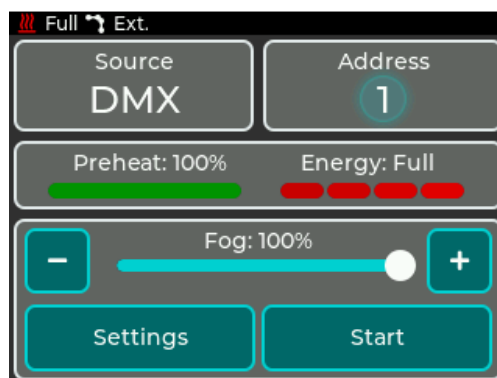 Full Ext.
Source
DMX
Address
1
Preheat: 100%
Energy: Full
Fog: 100%
− +
Settings
Start